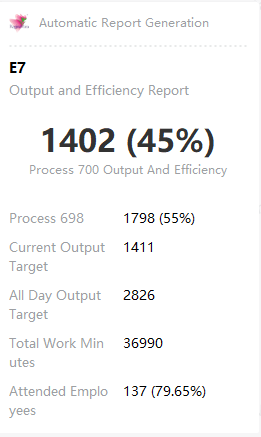 Automatic Report Generation
E7
Output and Efficiency Report
1402 (45%)
Process 700 Output And Efficiency
Process 698 1798 (55%)
Current Output 1411
Target
All Day Output 2826
Target
Total Work Min 36990
utes
Attended Emplo 137 (79.65%)
yees